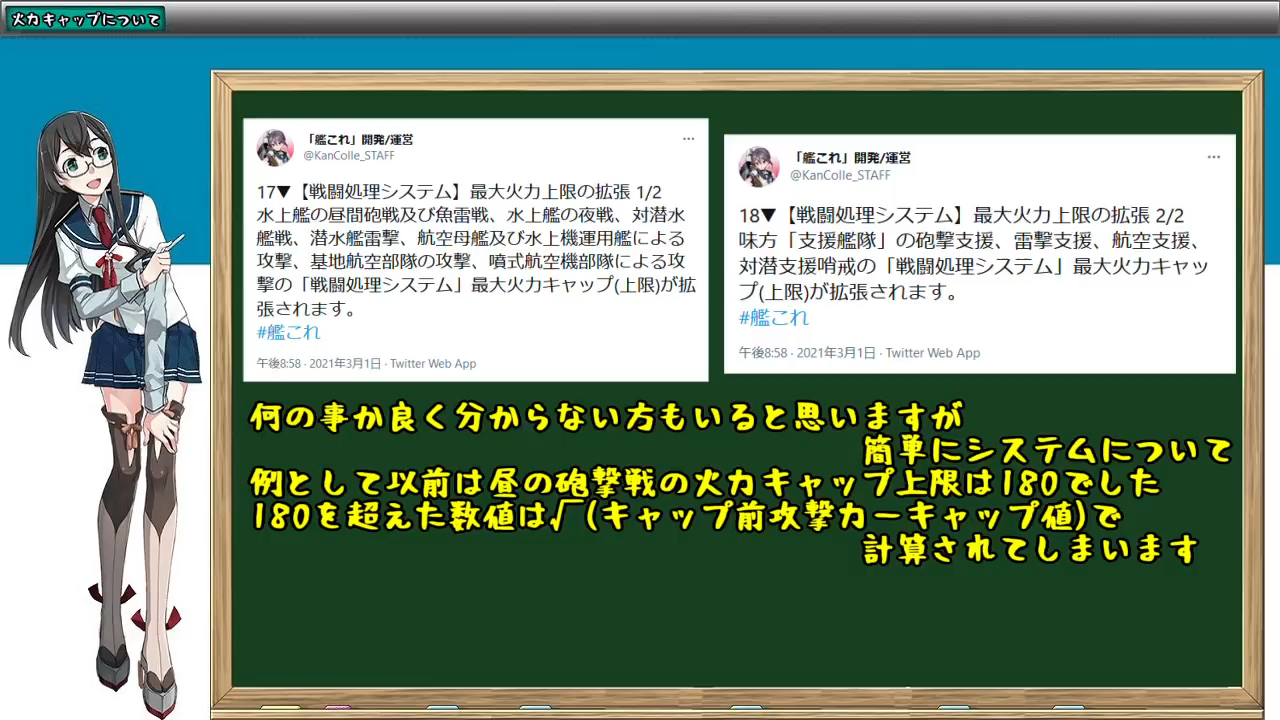 火力キャップについて
「艦これ」開発/運営
@KanColle_STAFF
17▼【戦闘処理システム】最大火力上限の拡張 1/2
水上艦の昼間砲戦及び魚雷戦、水上艦の夜戦、対潜水
艦戦、潜水艦雷撃、航空母艦及び水上機運用艦による
攻撃、基地航空部隊の攻撃、噴式航空機部隊による攻
撃の「戦闘処理システム」最大火力キャップ(上限)が拡
張されます。
#艦これ
午後8:58 · 2021年3月1日 · Twitter Web App
「艦これ」開発/運営
@KanColle_STAFF
18▼【戦闘処理システム】最大火力上限の拡張 2/2
味方「支援艦隊」の砲撃支援、雷撃支援、航空支援、
対潜支援哨戒の「戦闘処理システム」最大火力キャッ
プ(上限)が拡張されます。
#艦これ
午後8:58 · 2021年3月1日 · Twitter Web App
何の事か良く分からない方もいると思いますが
簡単にシステムについて
例として以前は昼の砲撃戦の火力キャップ上限は180でした
180を超えた数値は√(キャップ前攻撃力ーキャップ値)で
計算されてしまいます